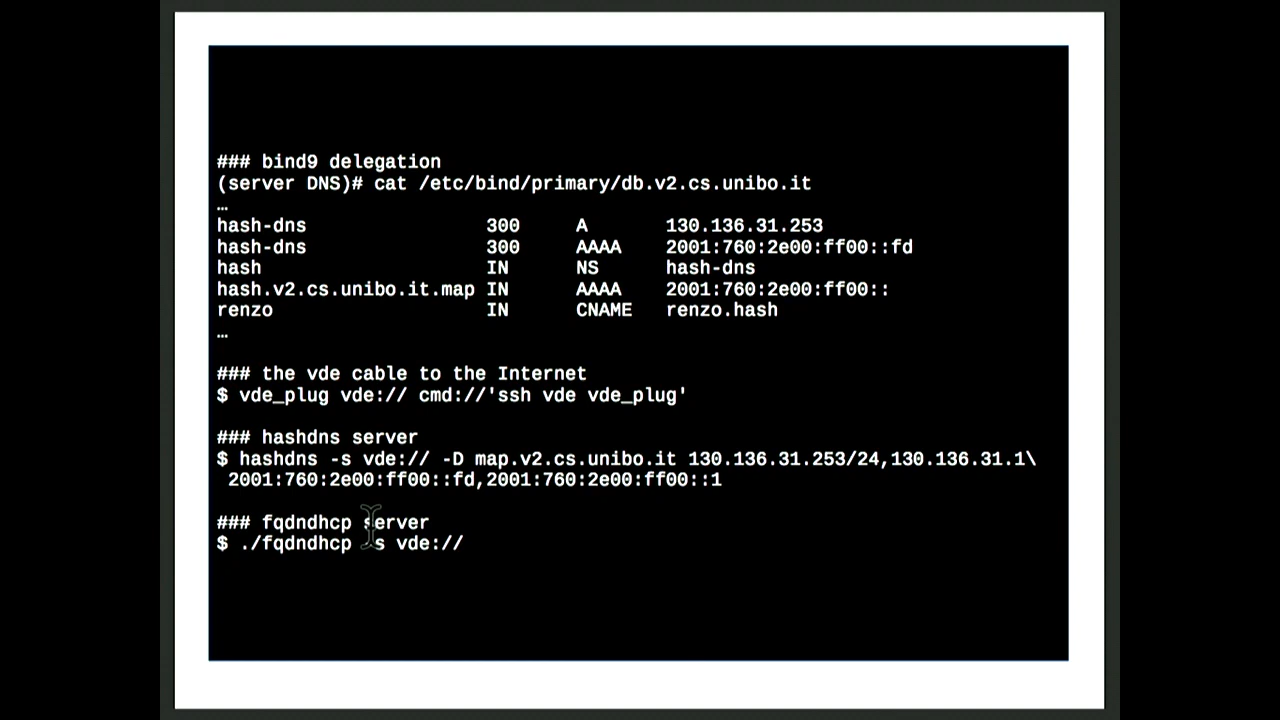 ### bind9 delegation
(server DNS)# cat /etc/bind/primary/db.v2.cs.unibo.it
…
hash-dns 300 A 130.136.31.253
hash-dns 300 AAAA 2001:760:2e00:ff00::fd
hash IN NS hash-dns
hash.v2.cs.unibo.it.map IN AAAA 2001:760:2e00:ff00::
renzo IN CNAME renzo.hash
…
### the vde cable to the Internet
$ vde_plug vde:// cmd://'ssh vde vde_plug'
### hashdns server
$ hashdns -s vde:// -D map.v2.cs.unibo.it 130.136.31.253/24,130.136.31.1\
2001:760:2e00:ff00::fd,2001:760:2e00:ff00::1
### fqdndhcp server
$ ./fqdndhcp -s vde://